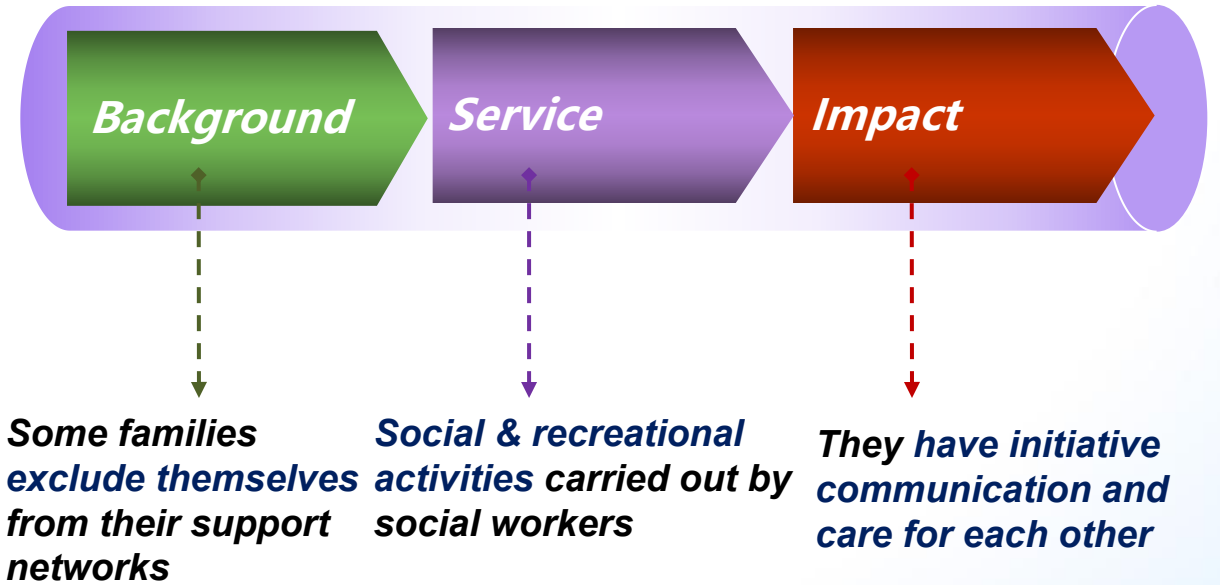 Background
Service
Impact
Some families
exclude themselves
from their support
networks
Social & recreational
activities carried out by
social workers
They have initiative
communication and
care for each other